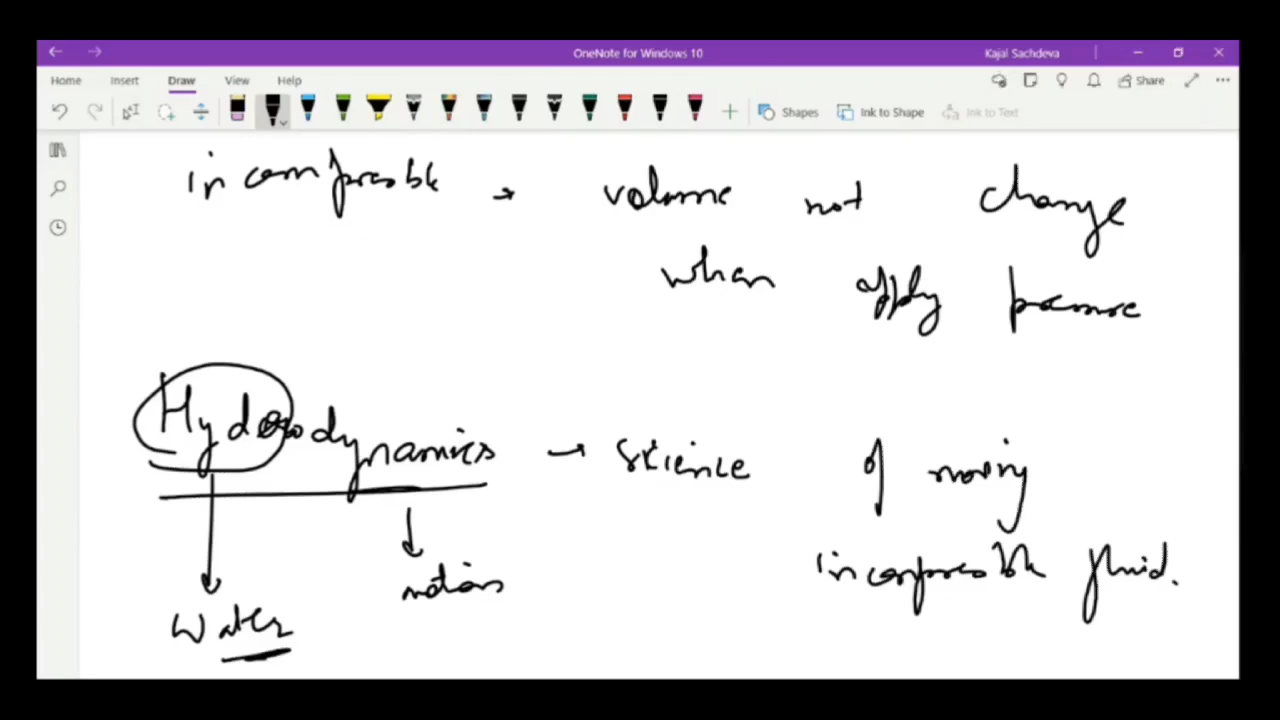 OneNote for Windows 10
Kajal Sachdeva
Home Insert Draw View Help
Share
Shapes Ink to Shape Ink to Text
incompressible → volume not change
when apply pressure
Hydrodynamics → science of moving
incompressible fluid.
motion
water